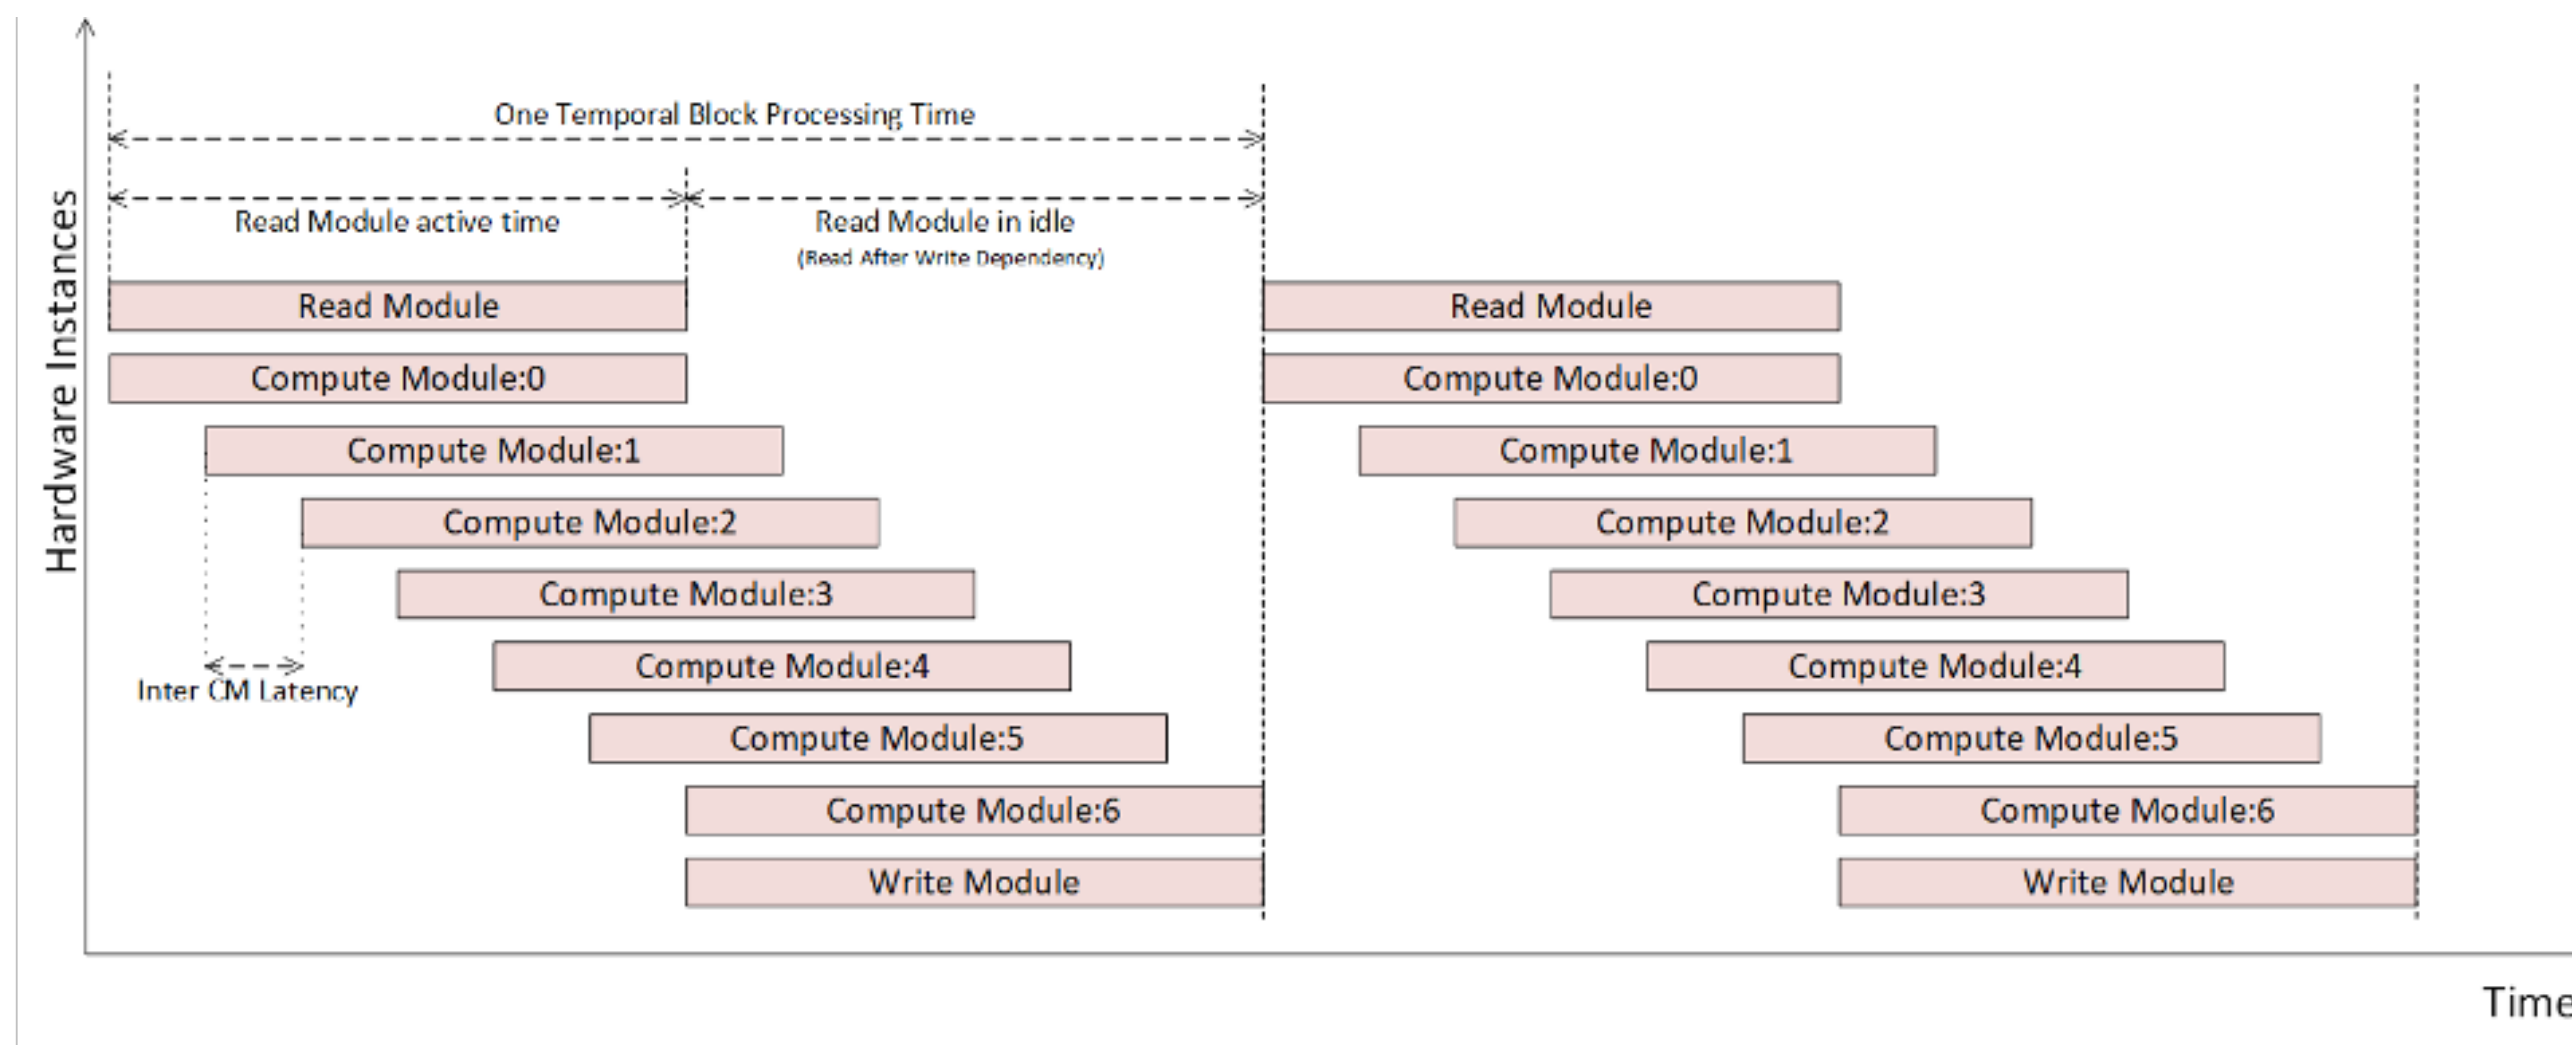 One Temporal Block Processing Time
Read Module active time
Read Module in idle
(Read After Write Dependency)
Hardware Instances
Read Module
Read Module
Compute Module:0
Compute Module:0
Compute Module:1
Compute Module:1
Compute Module:2
Compute Module:2
Compute Module:3
Compute Module:3
Compute Module:4
Compute Module:4
Inter CM Latency
Compute Module:5
Compute Module:5
Compute Module:6
Compute Module:6
Write Module
Write Module
Time